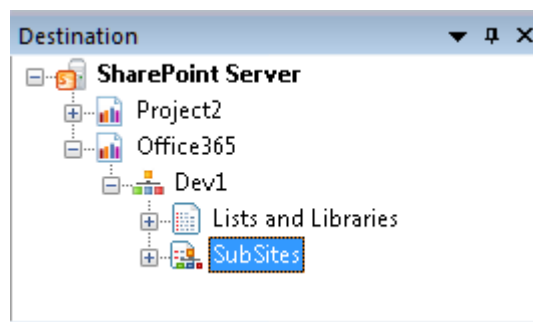 Destination
SharePoint Server
Project2
Office365
Dev1
Lists and Libraries
SubSites